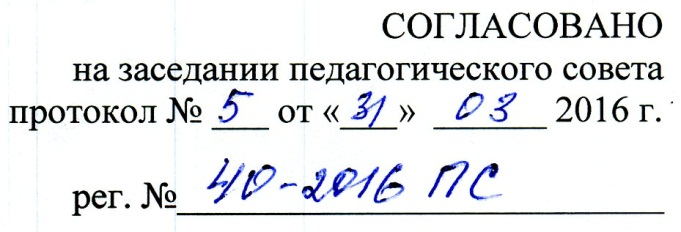 СОГЛАСОВАНО
на заседании педагогического совета
протокол № 5 от «31» 03 2016 г.
рег. № 40-2016 ПС